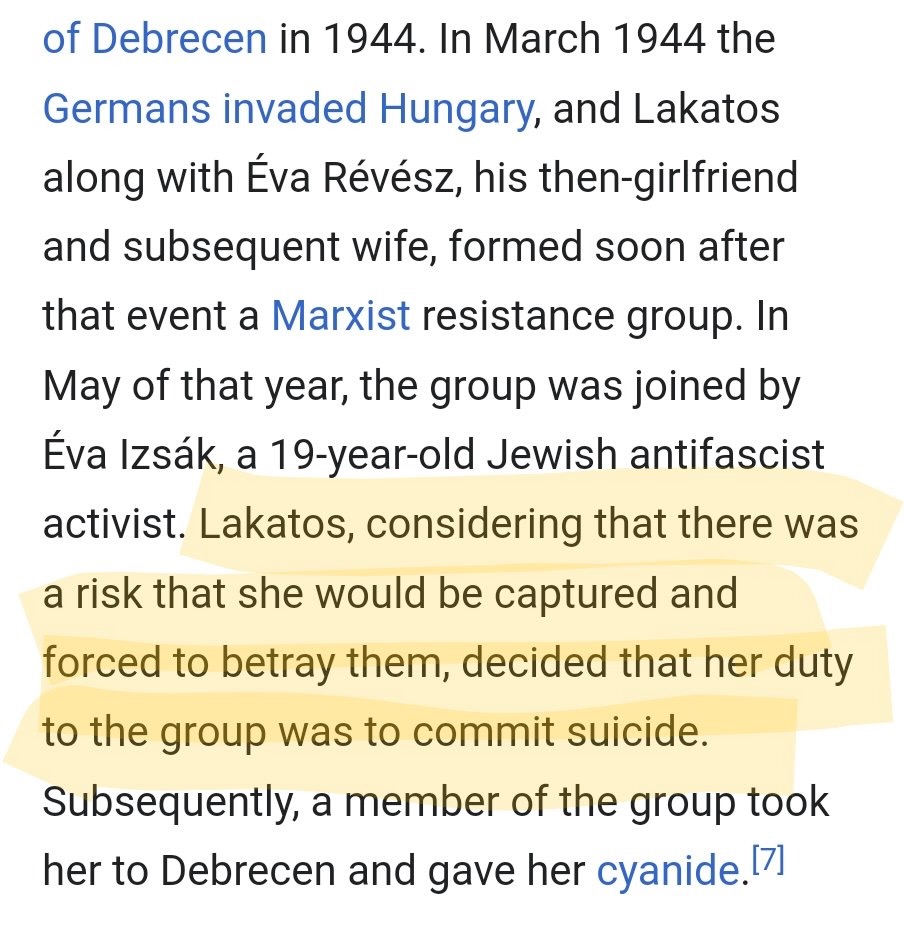 of Debrecen in 1944. In March 1944 the
Germans invaded Hungary, and Lakatos
along with Éva Révész, his then-girlfriend
and subsequent wife, formed soon after
that event a Marxist resistance group. In
May of that year, the group was joined by
Éva Izsák, a 19-year-old Jewish antifascist
activist. Lakatos, considering that there was
a risk that she would be captured and
forced to betray them, decided that her duty
to the group was to commit suicide.
Subsequently, a member of the group took
her to Debrecen and gave her cyanide.[7]